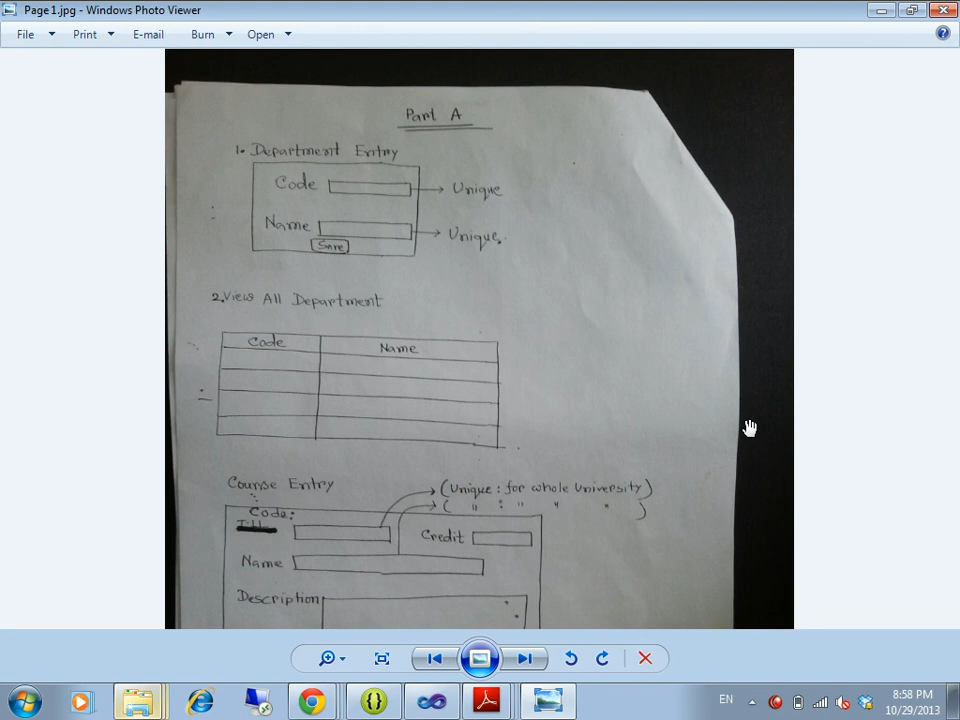 Page1.jpg - Windows Photo Viewer
File Print E-mail Burn Open
Part A
1. Department Entry
Code → Unique
Name → Unique.
Save
2. View All Department
Code Name
Course Entry
(Unique : for whole University)
( " : " " " )
Code:
Credit
Name
Description
EN
8:58 PM
10/29/2013